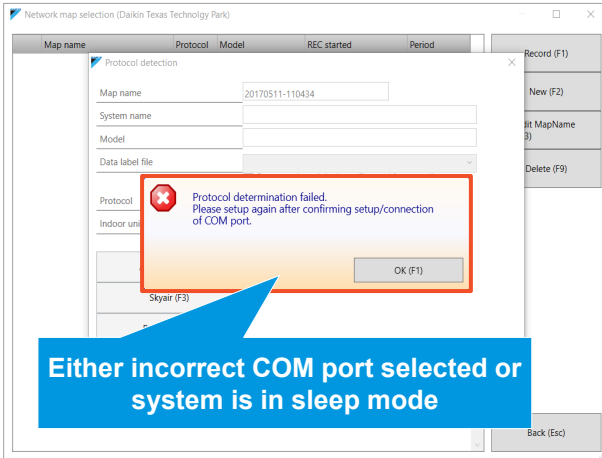 Network map selection (Daikin Texas Technolgy Park)
Map name Protocol Model REC started Period
Protocol detection
Record (F1)
Map name 20170511-110434
New (F2)
System name
dit MapName
3)
Model
Data label file
Delete (F9)
Protocol
Indoor uni
Protocol determination failed.
Please setup again after confirming setup/connection
of COM port.
OK (F1)
Skyair (F3)
Either incorrect COM port selected or
system is in sleep mode
Back (Esc)